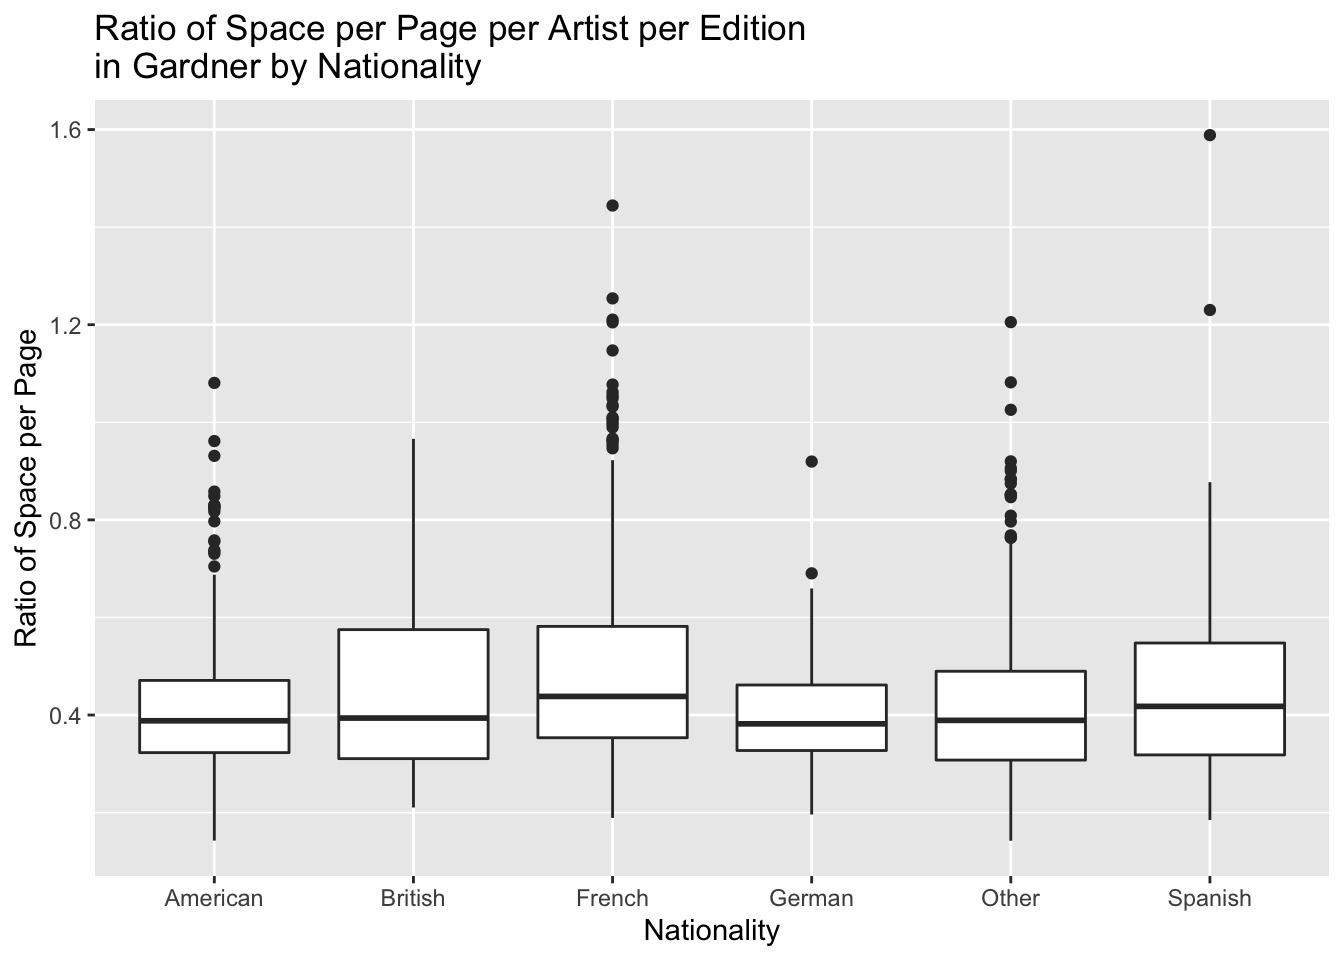 Ratio of Space per Page per Artist per Edition
in Gardner by Nationality
1.6
1.2
0.8
0.4
Ratio of Space per Page
American British French German Other Spanish
Nationality